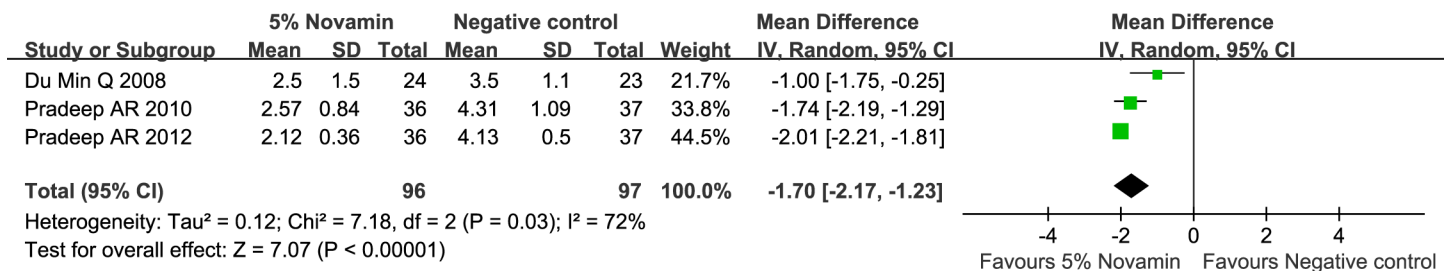 5% Novamin Negative control Mean Difference Mean Difference
Study or Subgroup Mean SD Total Mean SD Total Weight IV, Random, 95% CI IV, Random, 95% CI
Du Min Q 2008 2.5 1.5 24 3.5 1.1 23 21.7% -1.00 [-1.75, -0.25]
Pradeep AR 2010 2.57 0.84 36 4.31 1.09 37 33.8% -1.74 [-2.19, -1.29]
Pradeep AR 2012 2.12 0.36 36 4.13 0.5 37 44.5% -2.01 [-2.21, -1.81]
Total (95% CI) 96 97 100.0% -1.70 [-2.17, -1.23]
Heterogeneity: Tau² = 0.12; Chi² = 7.18, df = 2 (P = 0.03); I² = 72%
Test for overall effect: Z = 7.07 (P < 0.00001)
-4 -2 0 2 4
Favours 5% Novamin Favours Negative control